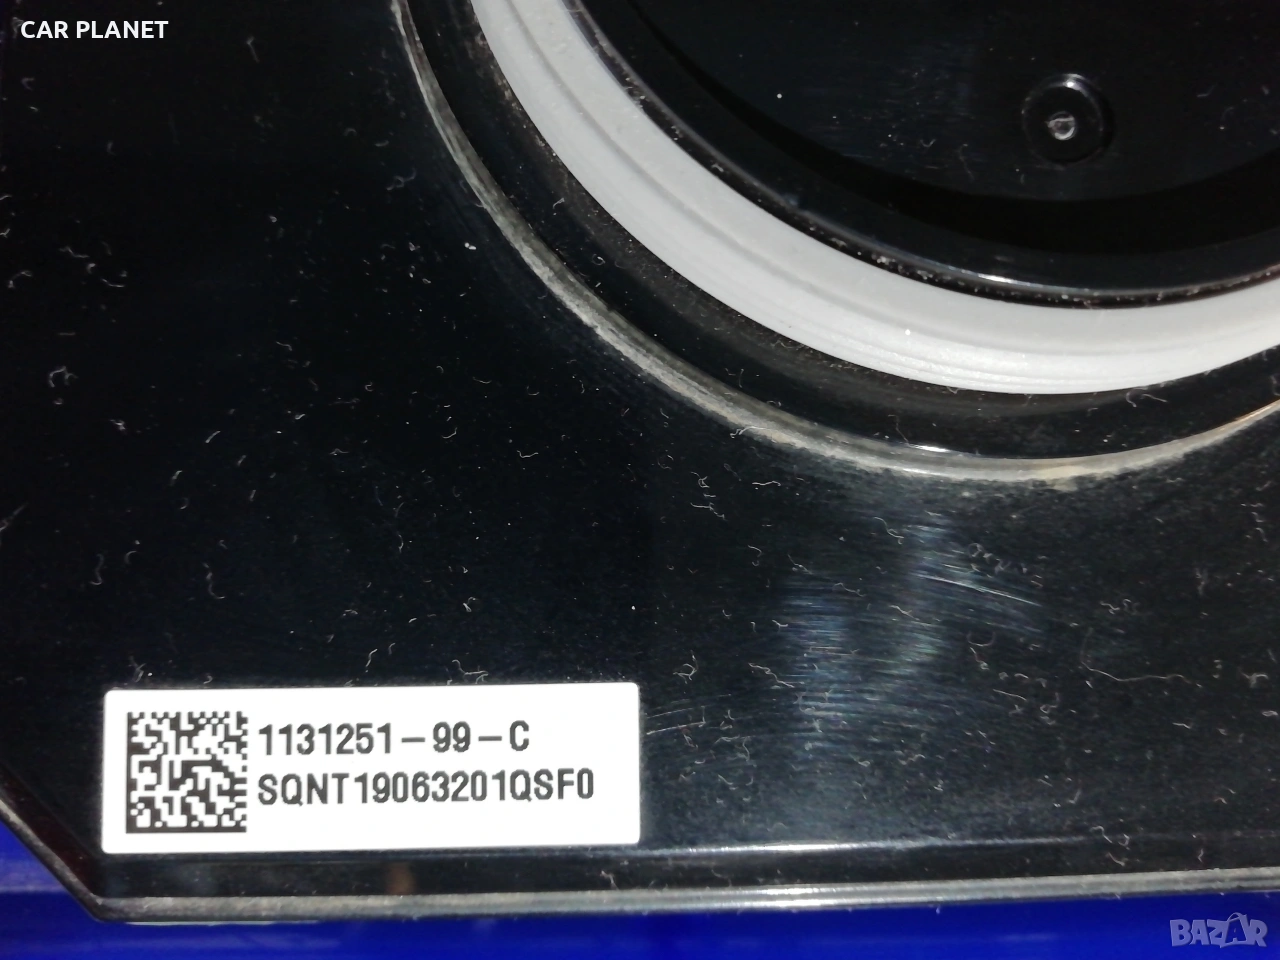 CAR PLANET
1131251-99-C
SQNT19063201QSF0
BAZAR